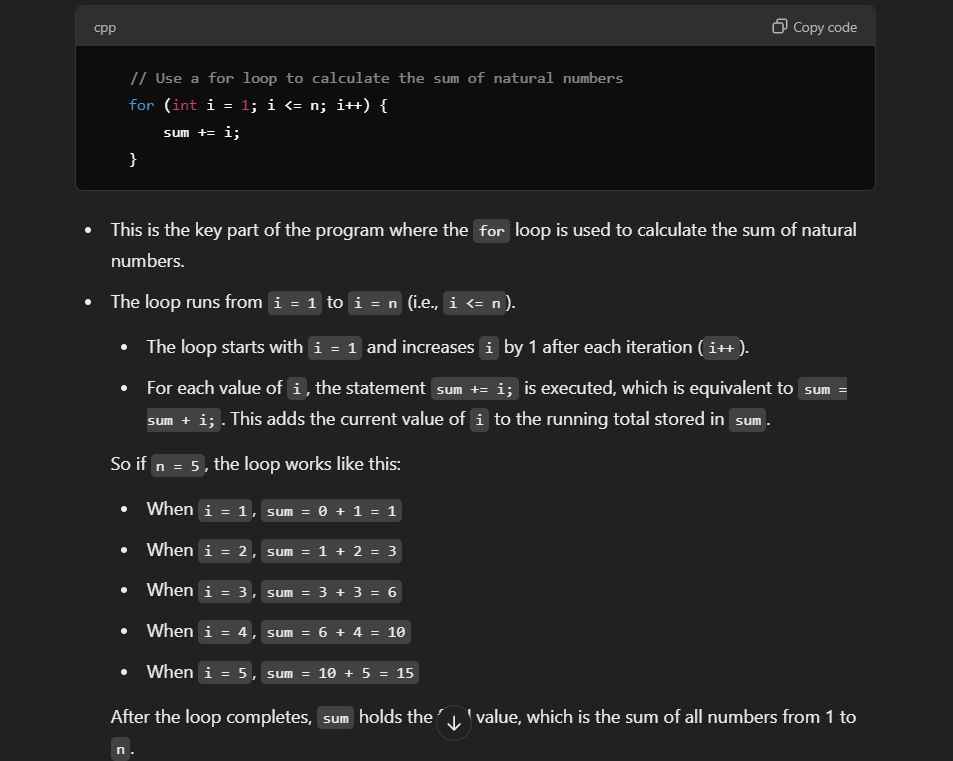 cpp
Copy code
// Use a for loop to calculate the sum of natural numbers
for (int i = 1; i <= n; i++) {
sum += i;
}
This is the key part of the program where the for loop is used to calculate the sum of natural
numbers.
The loop runs from i = 1 to i = n (i.e., i <= n).
The loop starts with i = 1 and increases i by 1 after each iteration (i++).
For each value of i, the statement sum += i; is executed, which is equivalent to sum =
sum + i;. This adds the current value of i to the running total stored in sum.
So if n = 5, the loop works like this:
When i = 1, sum = 0 + 1 = 1
When i = 2, sum = 1 + 2 = 3
When i = 3, sum = 3 + 3 = 6
When i = 4, sum = 6 + 4 = 10
When i = 5, sum = 10 + 5 = 15
After the loop completes, sum holds the value, which is the sum of all numbers from 1 to
n.